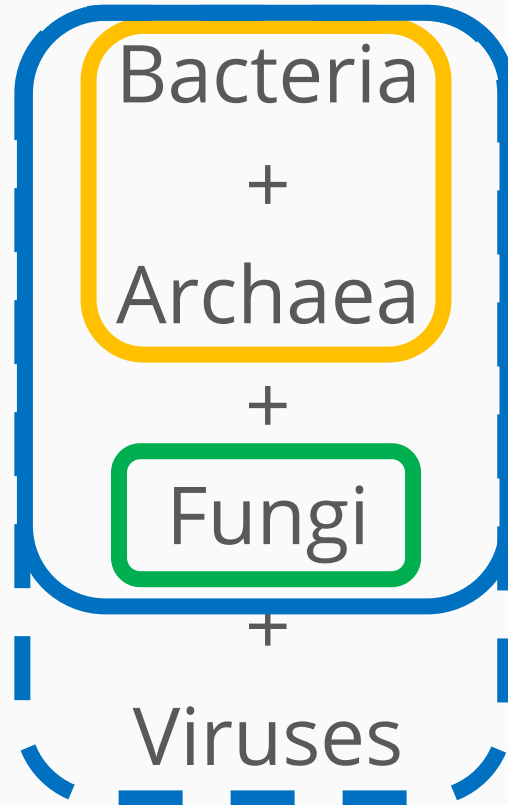 Bacteria
+
Archaea
+
Fungi
+
Viruses